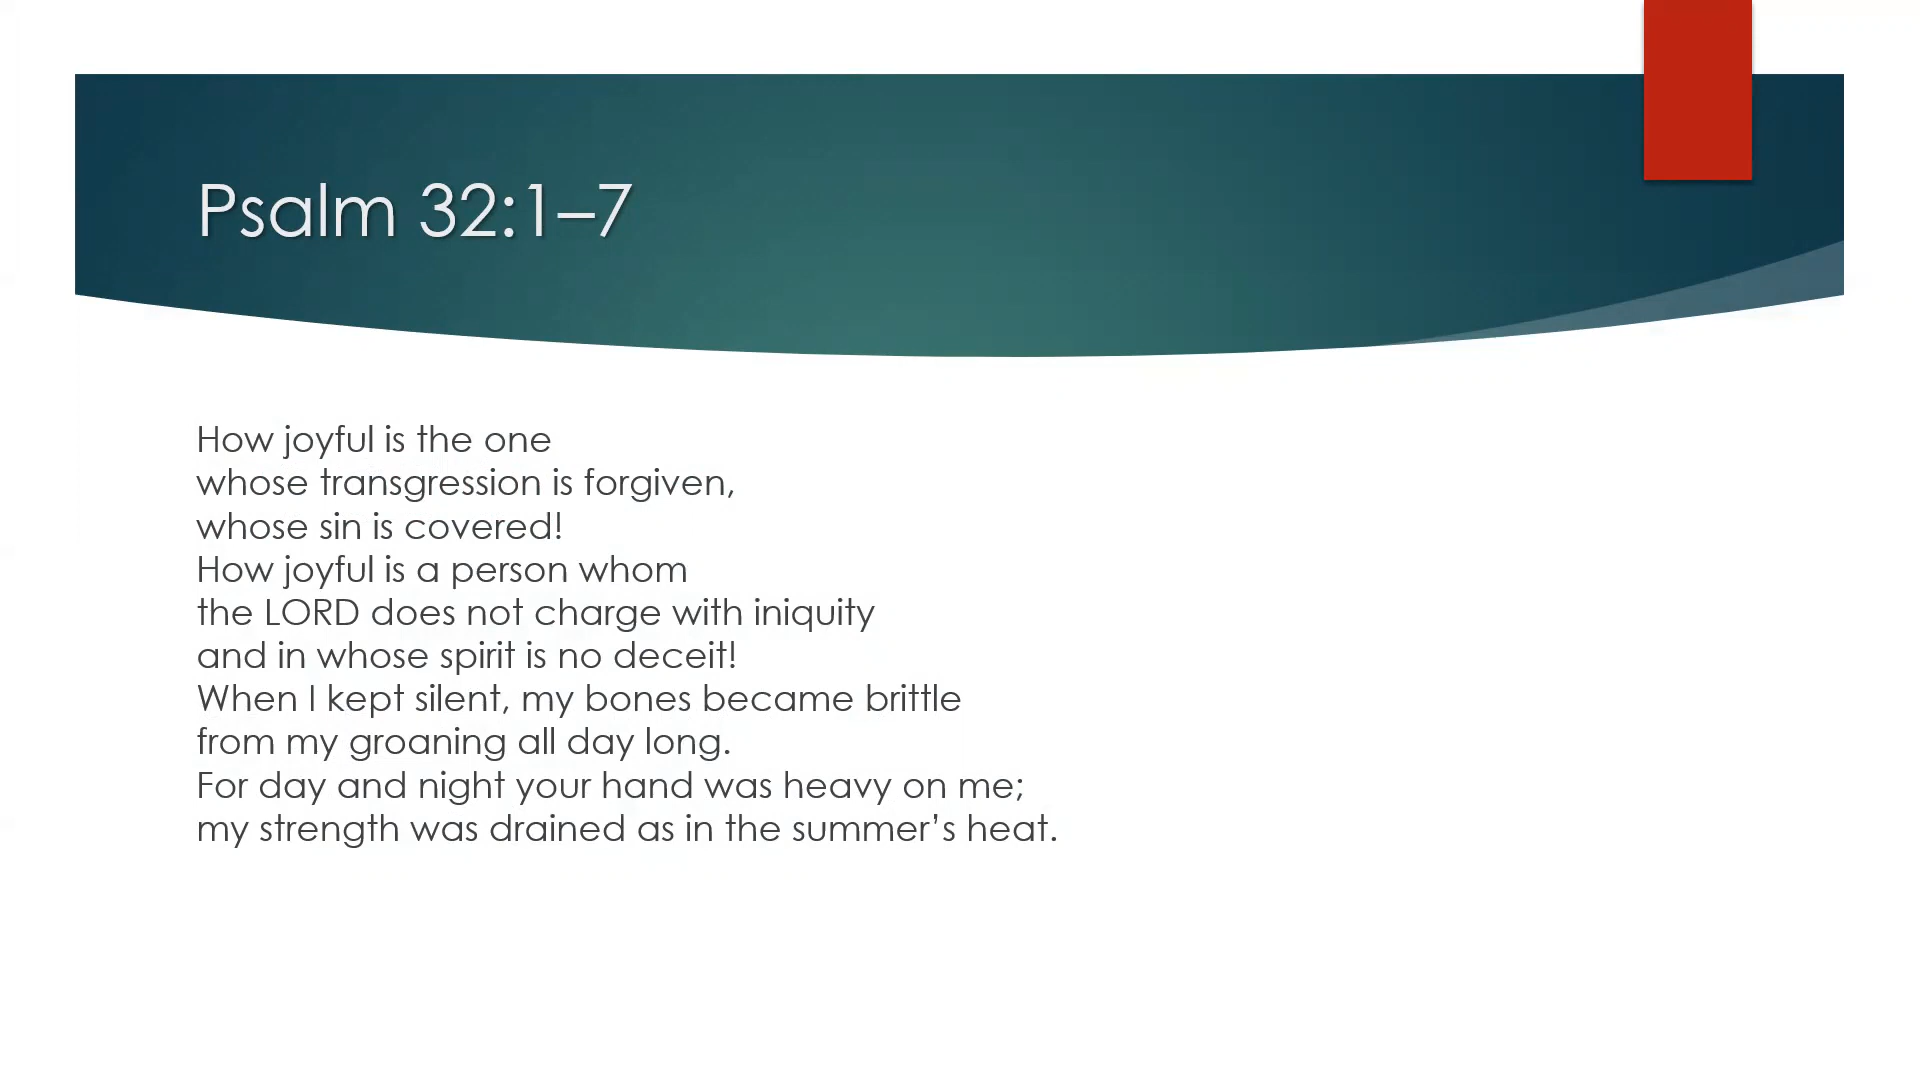 Psalm 32:1–7
How joyful is the one
whose transgression is forgiven,
whose sin is covered!
How joyful is a person whom
the LORD does not charge with iniquity
and in whose spirit is no deceit!
When I kept silent, my bones became brittle
from my groaning all day long.
For day and night your hand was heavy on me;
my strength was drained as in the summer’s heat.